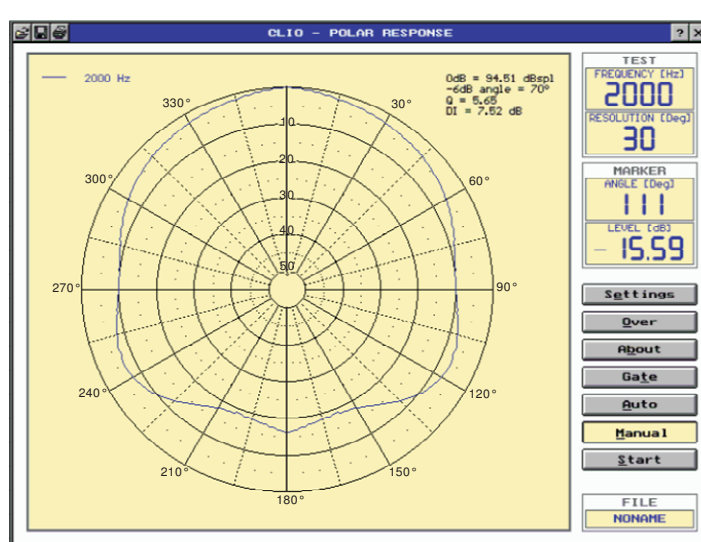 CLIO - POLAR RESPONSE
? ×
2000 Hz
0dB = 94.51 dBspl
-6dB angle = 70°
Q = 5.65
DI = 7.52 dB
330°
30°
300°
60°
270°
90°
240°
120°
210°
150°
180°
10
20
30
40
50
TEST
FREQUENCY [Hz]
2000
RESOLUTION [Deg]
30
MARKER
ANGLE [Deg]
111
LEVEL [dB]
-15.59
Settings
Over
About
Gate
Auto
Manual
Start
FILE
NONAME